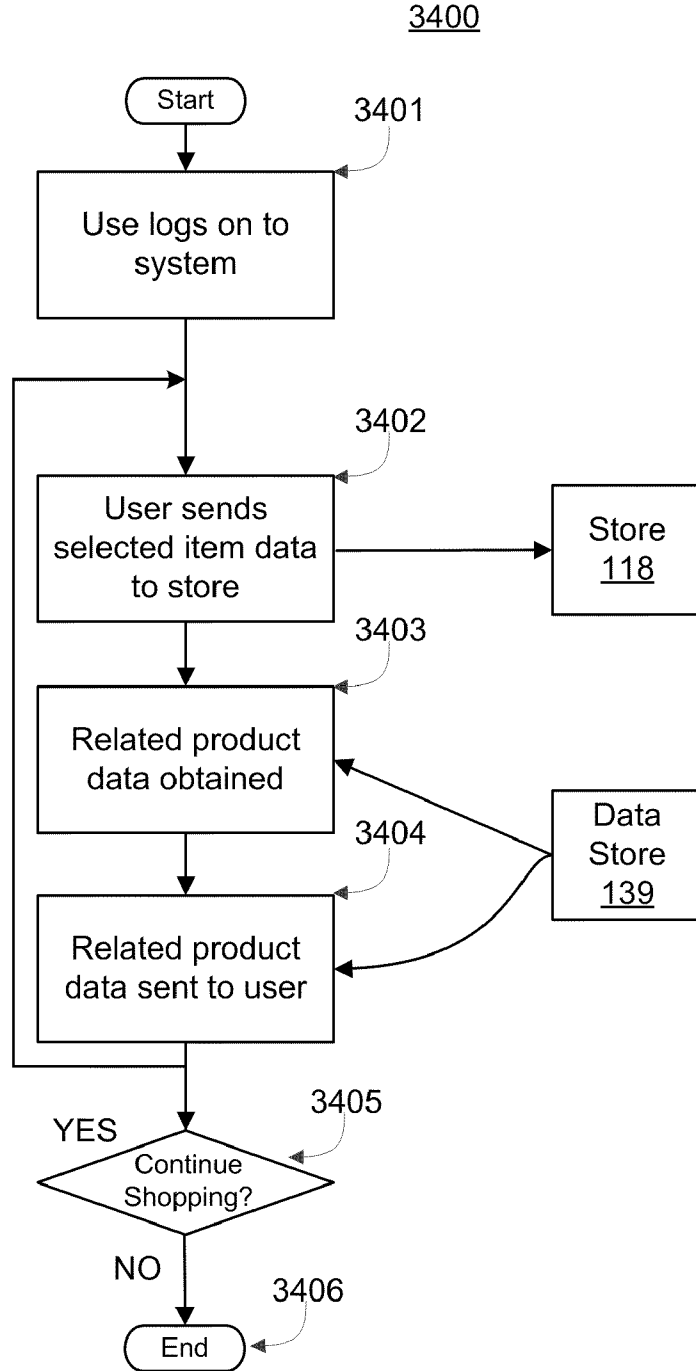 3400
Start
3401
Use logs on to
system
3402
User sends
selected item data
to store
Store
118
3403
Related product
data obtained
Data
Store
139
3404
Related product
data sent to user
3405
YES
Continue
Shopping?
NO
3406
End